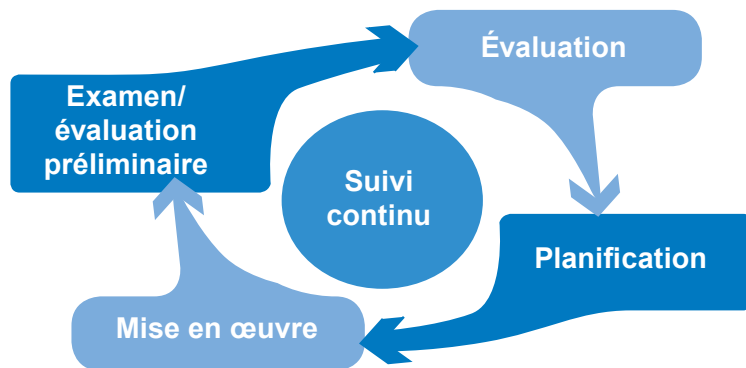 Évaluation
Examen/
évaluation
préliminaire
Suivi
continu
Planification
Mise en œuvre